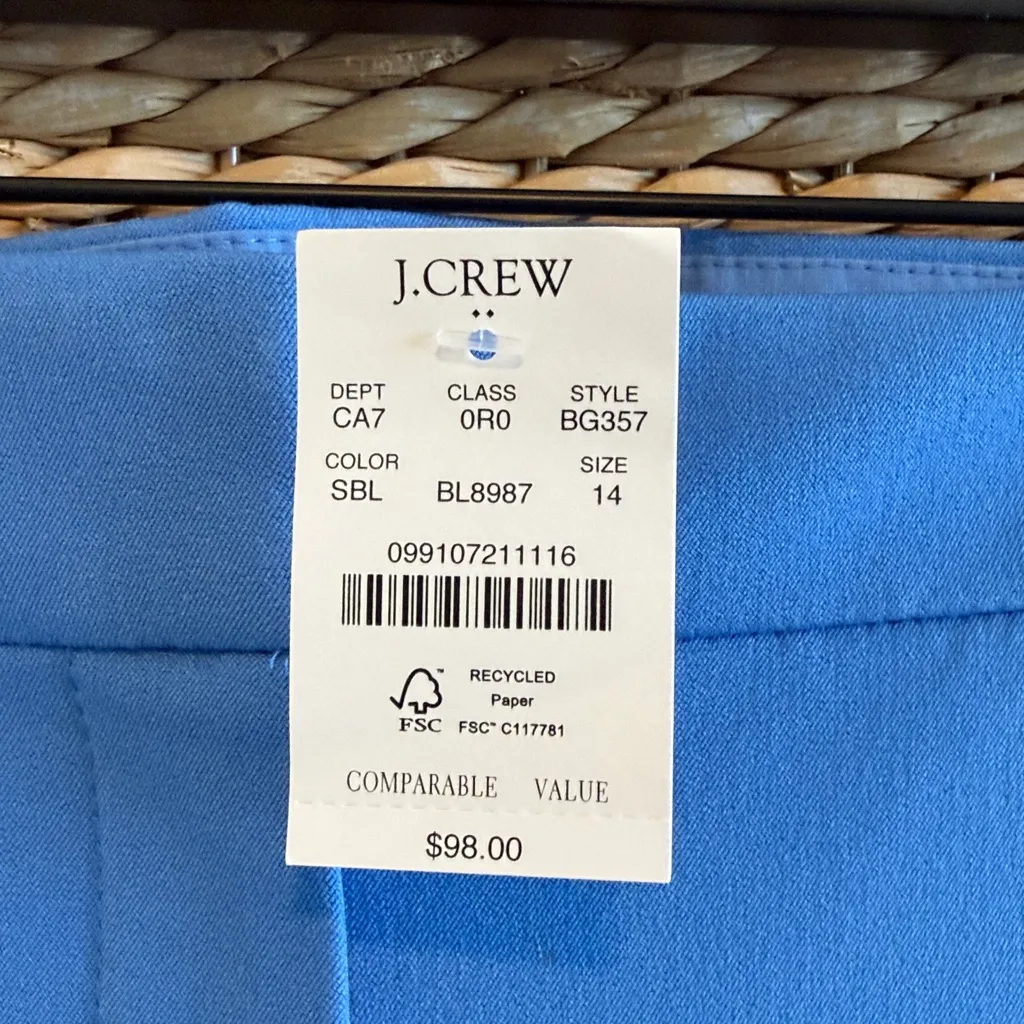 J.CREW
DEPT CLASS STYLE
CA7 0R0 BG357
COLOR SIZE
SBL BL8987 14
099107211116
RECYCLED
Paper
FSC™ FSC™ C117781
COMPARABLE VALUE
$98.00